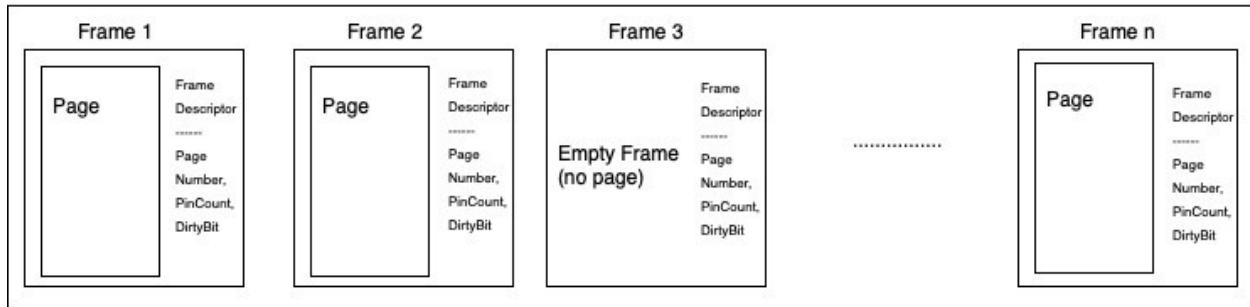 Frame 1
Page
Frame
Descriptor
------
Page
Number,
PinCount,
DirtyBit
Frame 2
Page
Frame
Descriptor
------
Page
Number,
PinCount,
DirtyBit
Frame 3
Empty Frame
(no page)
Frame
Descriptor
------
Page
Number,
PinCount,
DirtyBit
................
Frame n
Page
Frame
Descriptor
------
Page
Number,
PinCount,
DirtyBit